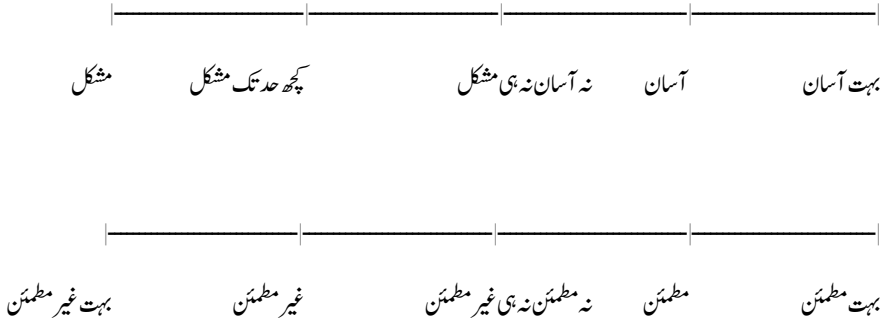 بہت آسان آسان نہ آسان نہ ہی مشکل کچھ حد تک مشکل مشکل
بہت مطمئن مطمئن نہ مطمئن نہ ہی غیر مطمئن غیر مطمئن بہت غیر مطمئن